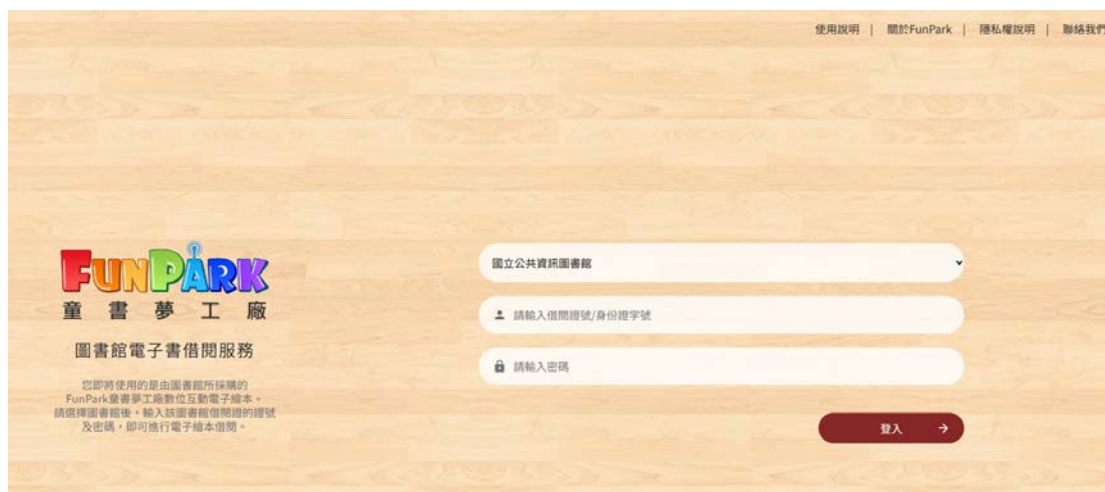 使用說明 | 關於FunPark | 隱私權說明 | 聯絡我們
FUNPARK
童書夢工廠
圖書館電子書借閱服務
您即將使用的是由圖書館所採購的
FunPark童書夢工廠數位互動電子繪本。
請選擇圖書館後，輸入該圖書館借閱證的證號
及密碼，即可進行電子繪本借閱。
國立公共資訊圖書館
請輸入借閱證號/身份證字號
請輸入密碼
登入 →